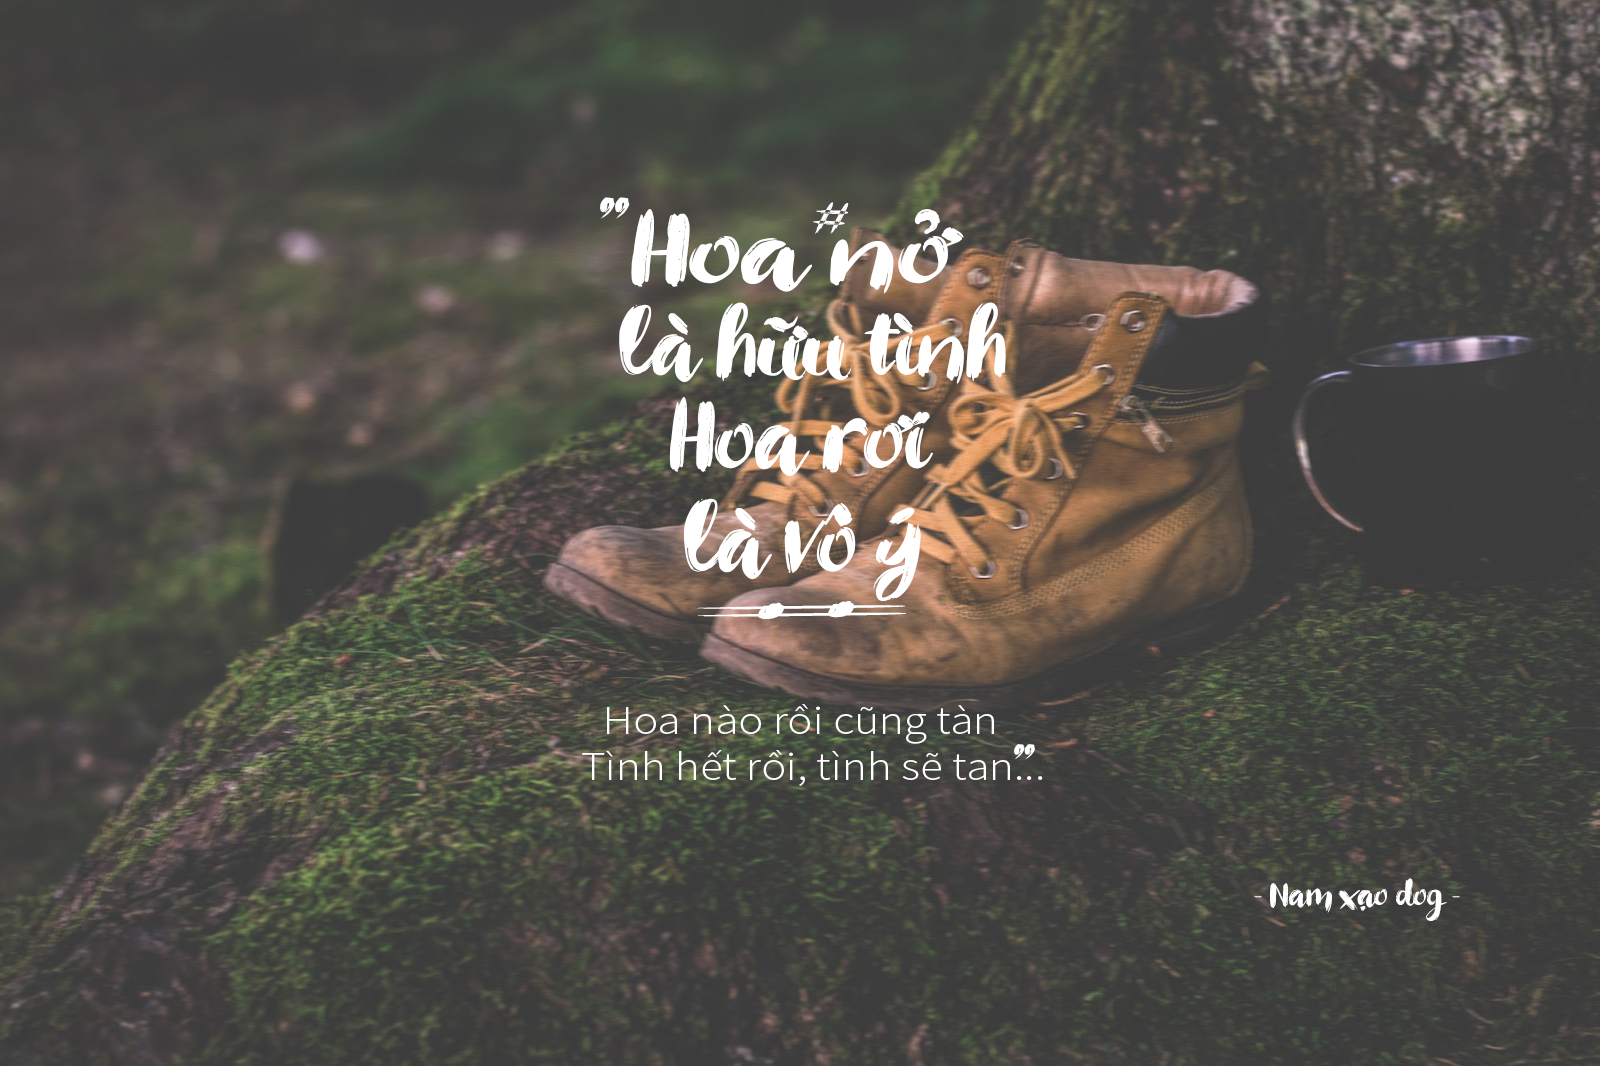 ”Hoa #nở
là hữu tình
Hoa rơi
là vô ý
Hoa nào rồi cũng tàn
Tình hết rồi, tình sẽ tan”...
- Nam xạo dog -